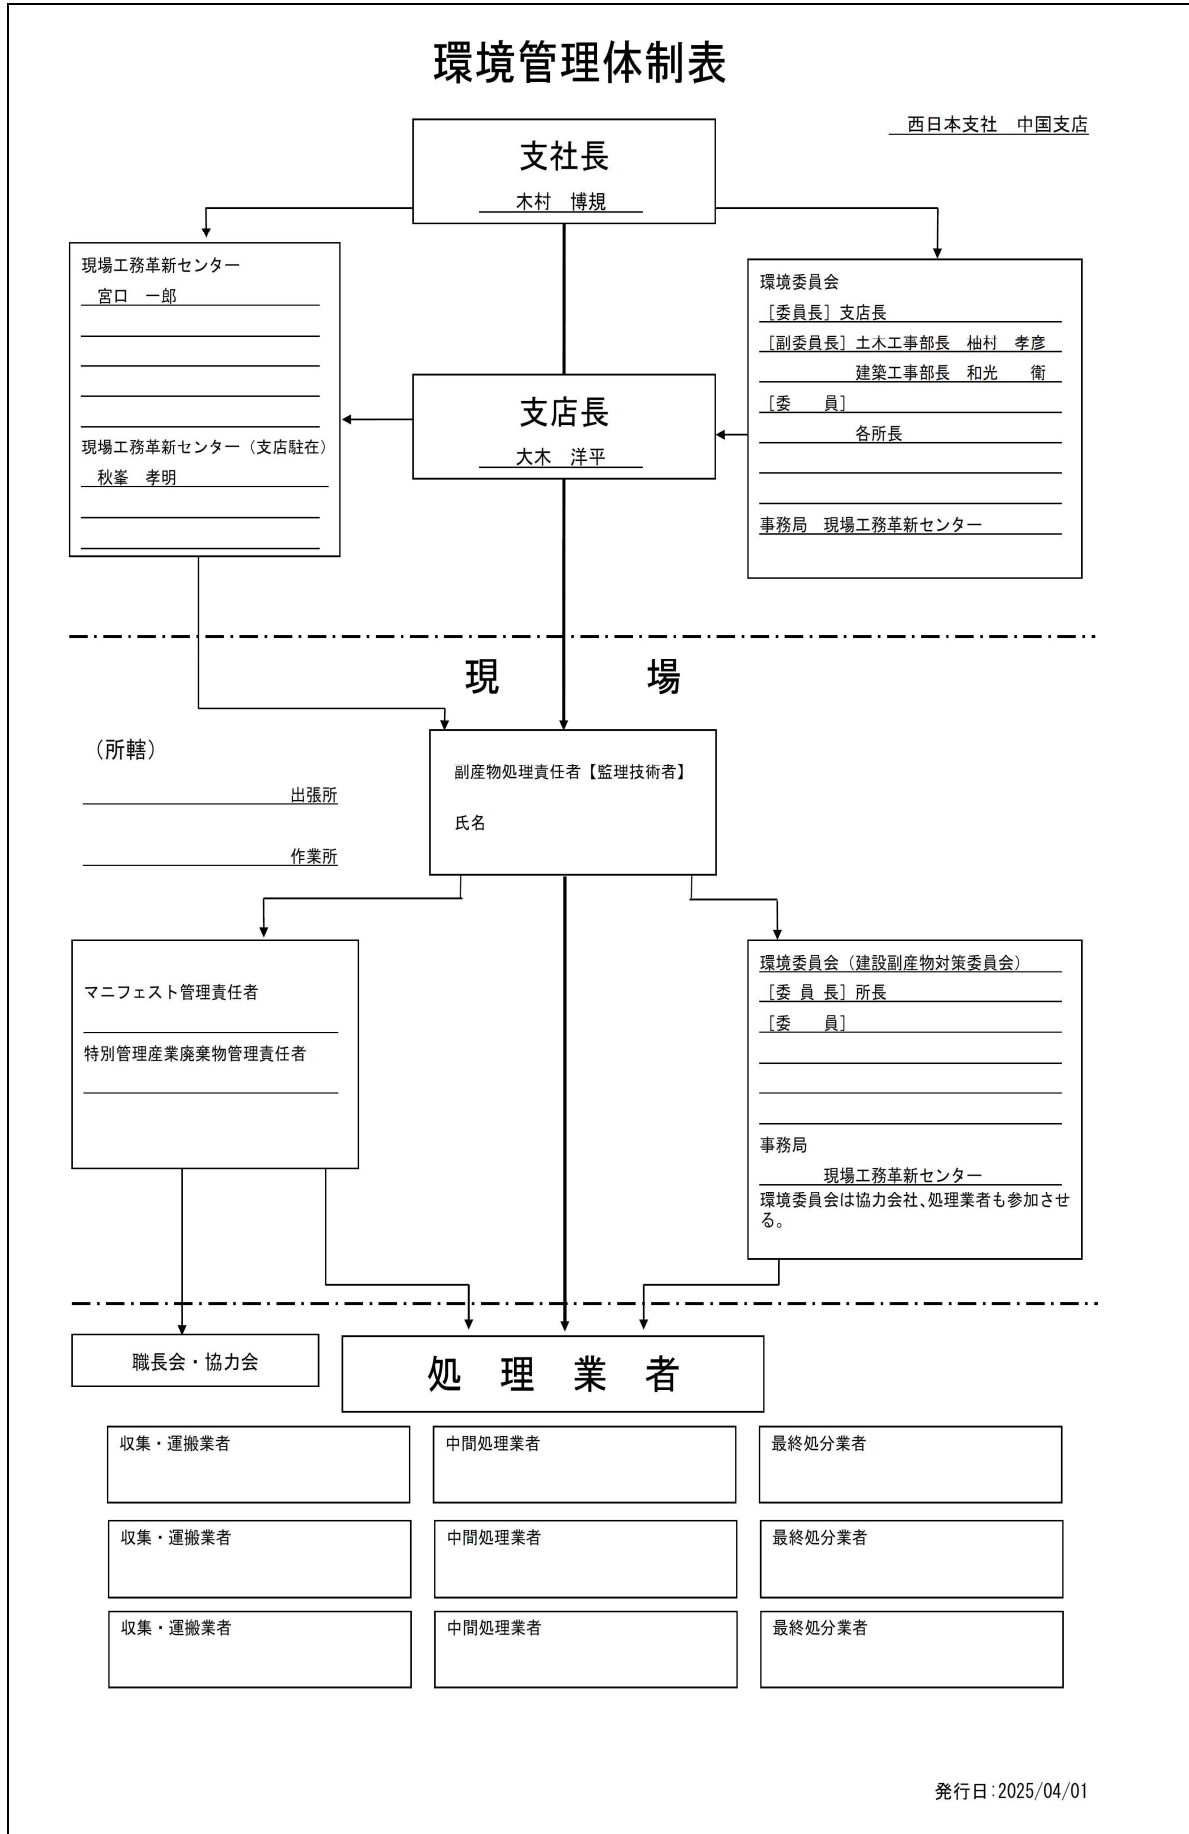 環境管理体制表
西日本支社　中国支店
支社長
木村　博規
現場工務革新センター
宮口　一郎
現場工務革新センター（支店駐在）
秋峯　孝明
支店長
大木　洋平
環境委員会
［委員長］支店長
［副委員長］土木工事部長　柚村　孝彦
建築工事部長　和光　　衛
［委　　員］
各所長
事務局　現場工務革新センター
現　場
（所轄）
出張所
作業所
副産物処理責任者【監理技術者】
氏名
マニフェスト管理責任者
特別管理産業廃棄物管理責任者
環境委員会（建設副産物対策委員会）
［委 員 長］所長
［委　　員］
事務局
現場工務革新センター
環境委員会は協力会社、処理業者も参加させ
る。
職長会・協力会
処　理　業　者
収集・運搬業者
中間処理業者
最終処分業者
収集・運搬業者
中間処理業者
最終処分業者
収集・運搬業者
中間処理業者
最終処分業者
発行日:2025/04/01